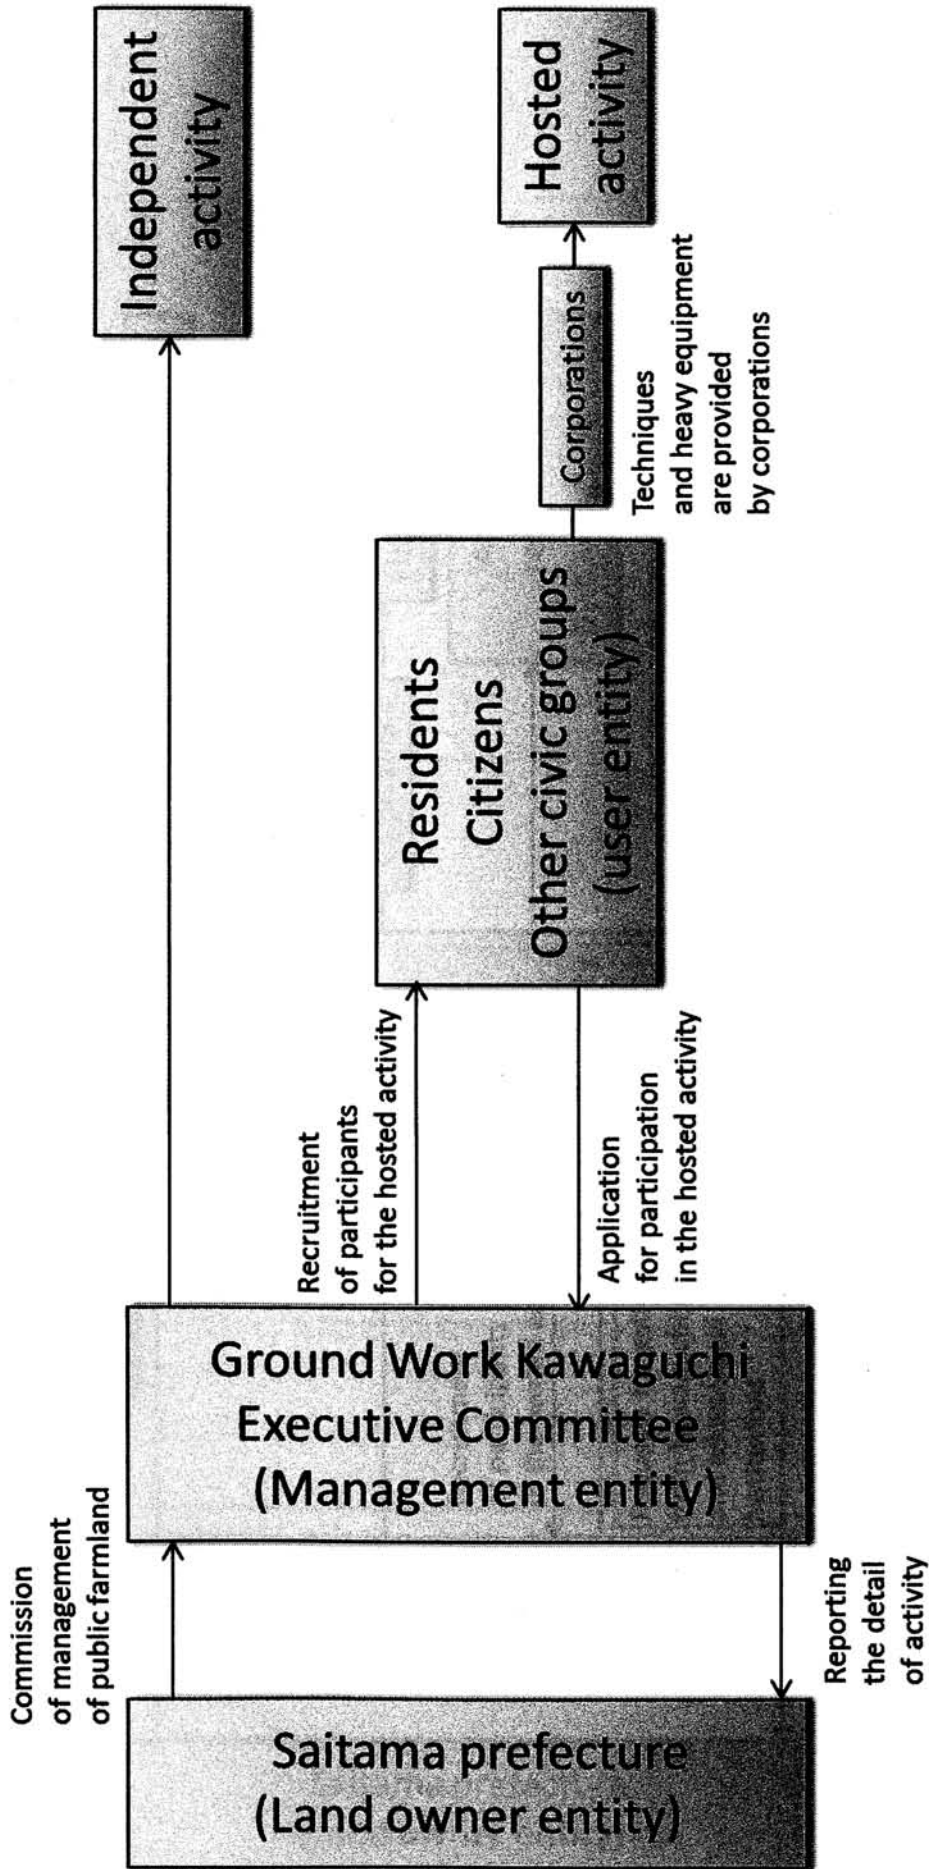 Commission
of management
of public farmland
Saitama prefecture
(Land owner entity)
Reporting
the detail
of activity
Ground Work Kawaguchi
Executive Committee
(Management entity)
Recruitment
of participants
for the hosted activity
Application
for participation
in the hosted activity
Residents
Citizens
Other civic groups
(user entity)
Corporations
Techniques
and heavy equipment
are provided
by corporations
Independent
activity
Hosted
activity